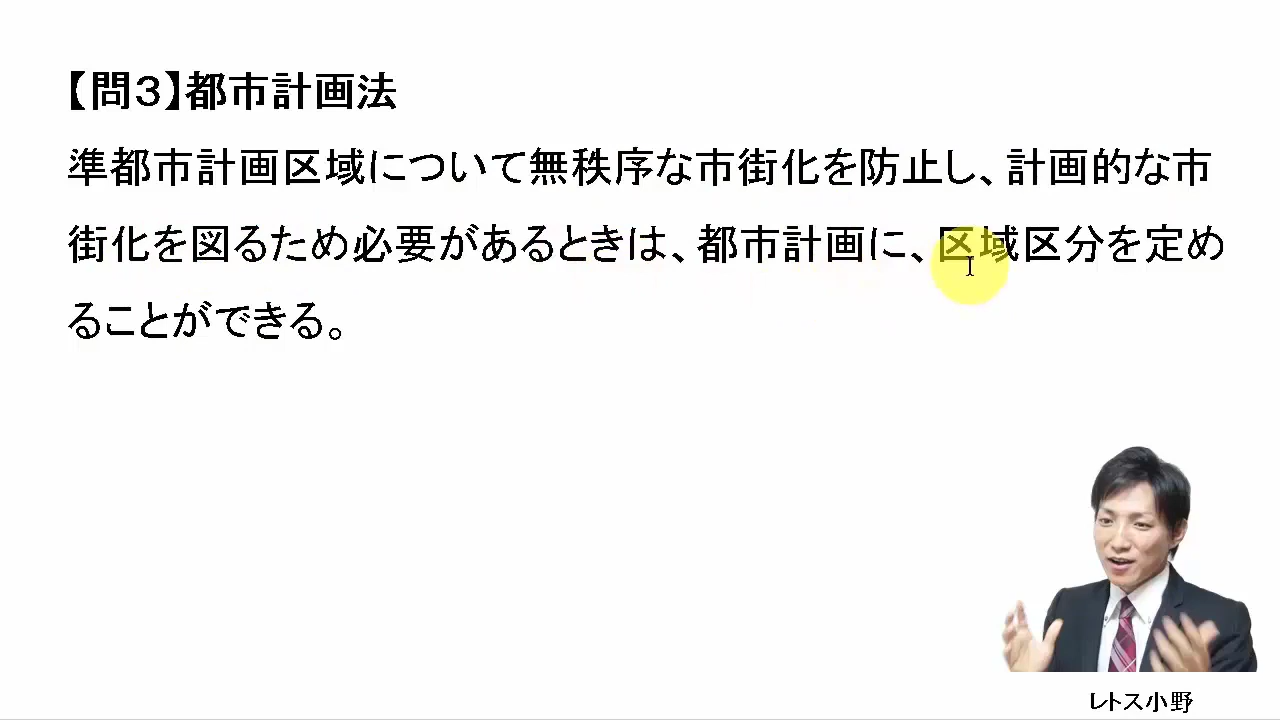 【問３】都市計画法
準都市計画区域について無秩序な市街化を防止し、計画的な市
街化を図るため必要があるときは、都市計画に、区域区分を定め
ることができる。
レトス小野